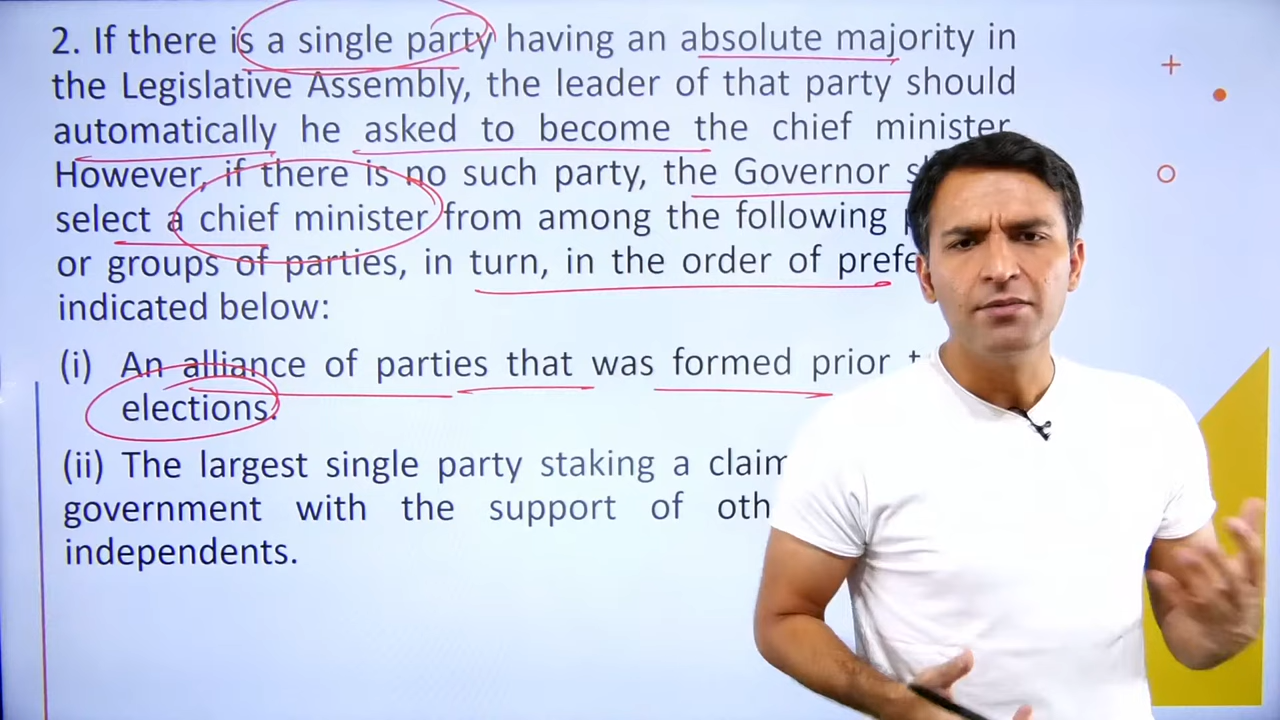 2. If there is a single party having an absolute majority in
the Legislative Assembly, the leader of that party should
automatically he asked to become the chief minister.
However, if there is no such party, the Governor
select a chief minister from among the following
or groups of parties, in turn, in the order of
indicated below:
(i) An alliance of parties that was formed prior
elections.
(ii) The largest single party staking a claim
government with the support of
independents.